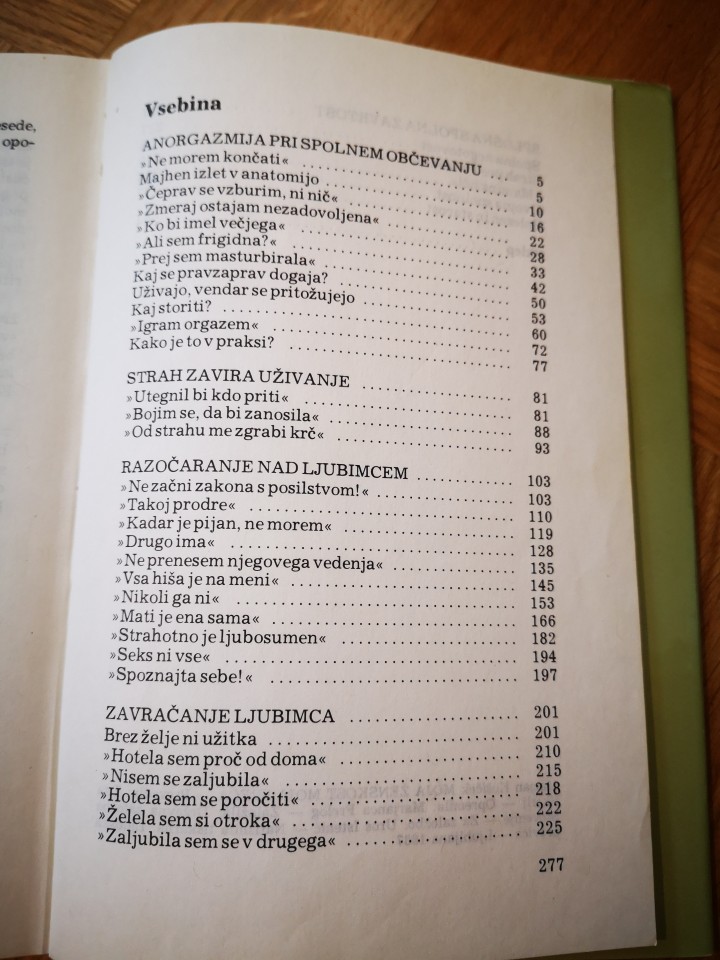 esede,
opo-
Vsebina
ANORGAZMIJA PRI SPOLNEM OBČEVANJU ... 5
»Ne morem končati« ... 5
Majhen izlet v anatomijo ... 10
»Čeprav se vzburim, ni nič« ... 16
»Zmeraj ostajam nezadovoljena« ... 22
»Ko bi imel večjega« ... 28
»Ali sem frigidna?« ... 33
»Prej sem masturbirala« ... 42
Kaj se pravzaprav dogaja? ... 50
Uživajo, vendar se pritožujejo ... 53
Kaj storiti? ... 60
»Igram orgazem« ... 72
Kako je to v praksi? ... 77
STRAH ZAVIRA UŽIVANJE ... 81
»Utegnil bi kdo priti« ... 81
»Bojim se, da bi zanosila« ... 88
»Od strahu me zgrabi krč« ... 93
RAZOČARANJE NAD LJUBIMCEM ... 103
»Ne začni zakona s posilstvom!« ... 103
»Takoj prodre« ... 110
»Kadar je pijan, ne morem« ... 119
»Drugo ima« ... 128
»Ne prenesem njegovega vedenja« ... 135
»Vsa hiša je na meni« ... 145
»Nikoli ga ni« ... 153
»Mati je ena sama« ... 166
»Strahotno je ljubosumen« ... 182
»Seks ni vse« ... 194
»Spoznajta sebe!« ... 197
ZAVRAČANJE LJUBIMCA ... 201
Brez želje ni užitka ... 201
»Hotela sem proč od doma« ... 210
»Nisem se zaljubila« ... 215
»Hotela sem se poročiti« ... 218
»Želela sem si otroka« ... 222
»Zaljubila sem se v drugega« ... 225
277